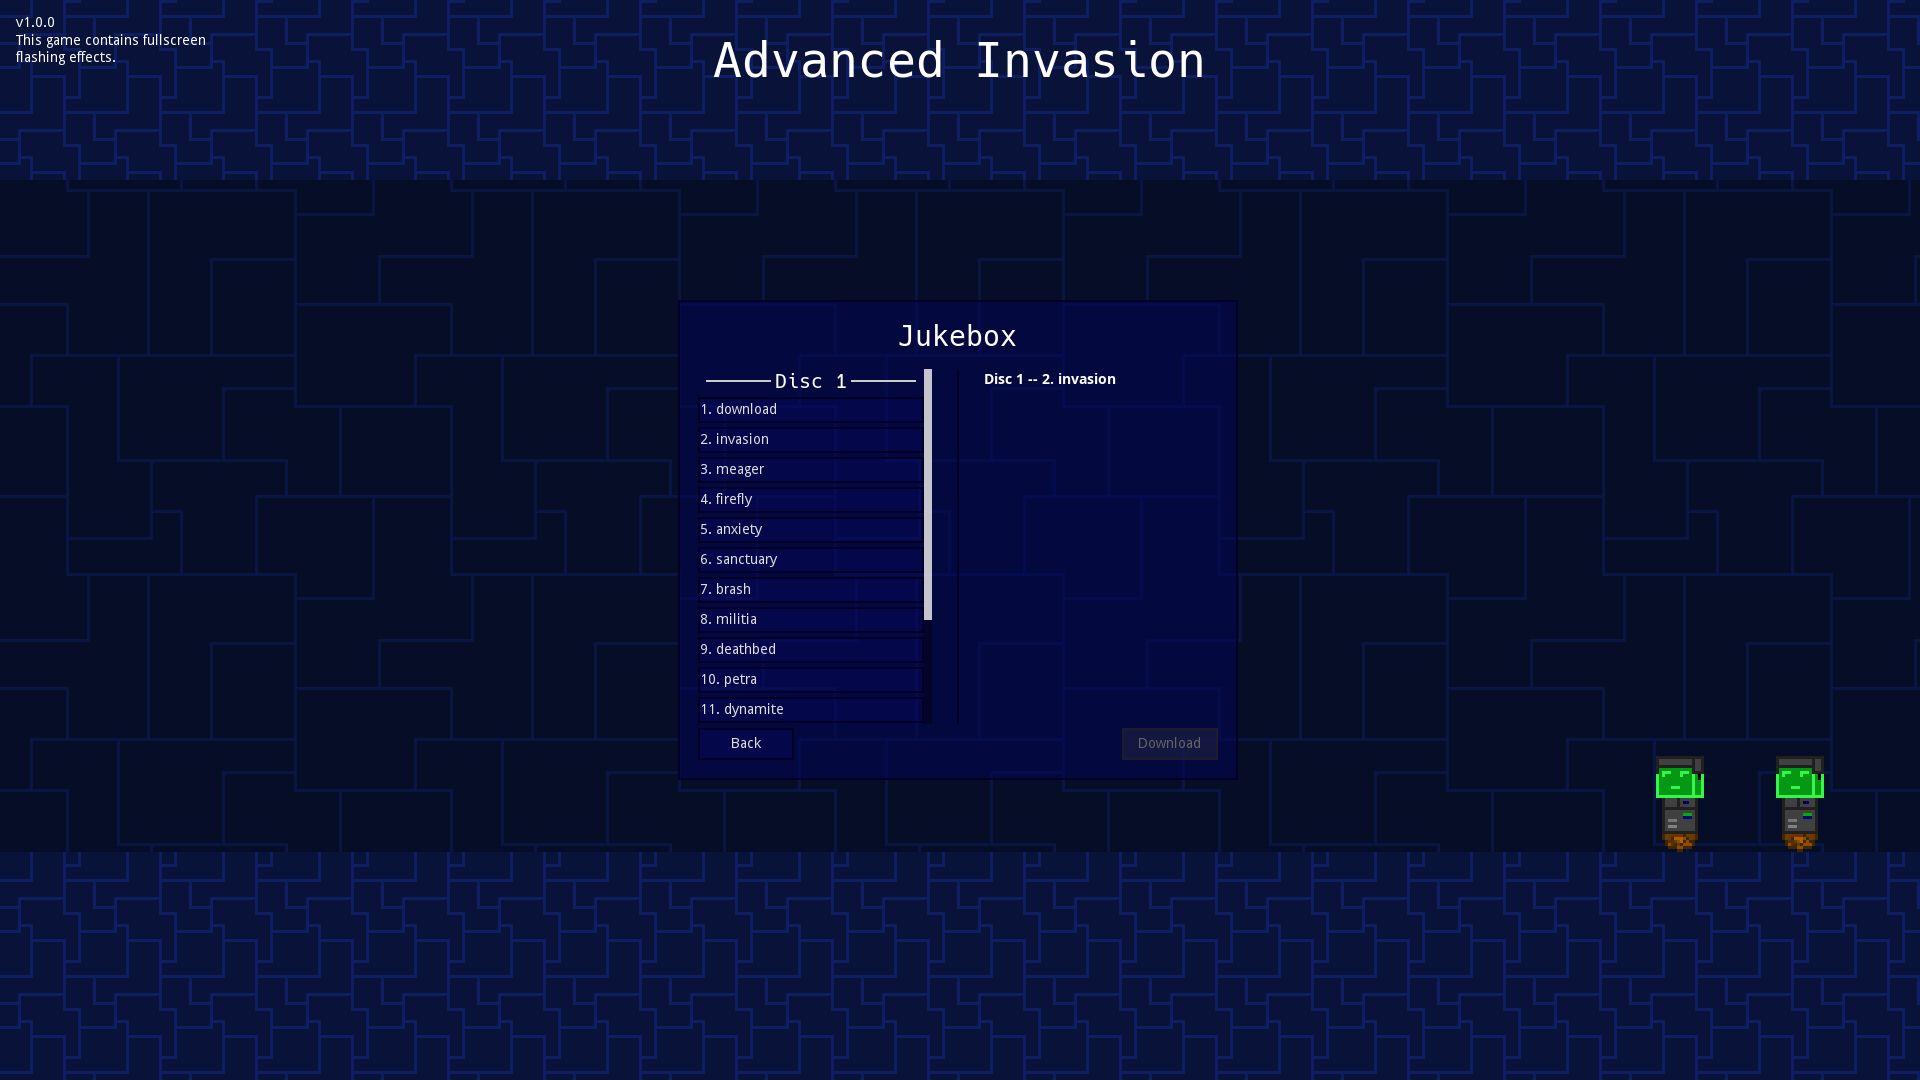 v1.0.0
This game contains fullscreen
flashing effects.
Advanced Invasion
Jukebox
Disc 1
Disc 1 -- 2. invasion
1. download
2. invasion
3. meager
4. firefly
5. anxiety
6. sanctuary
7. brash
8. militia
9. deathbed
10. petra
11. dynamite
Back
Download